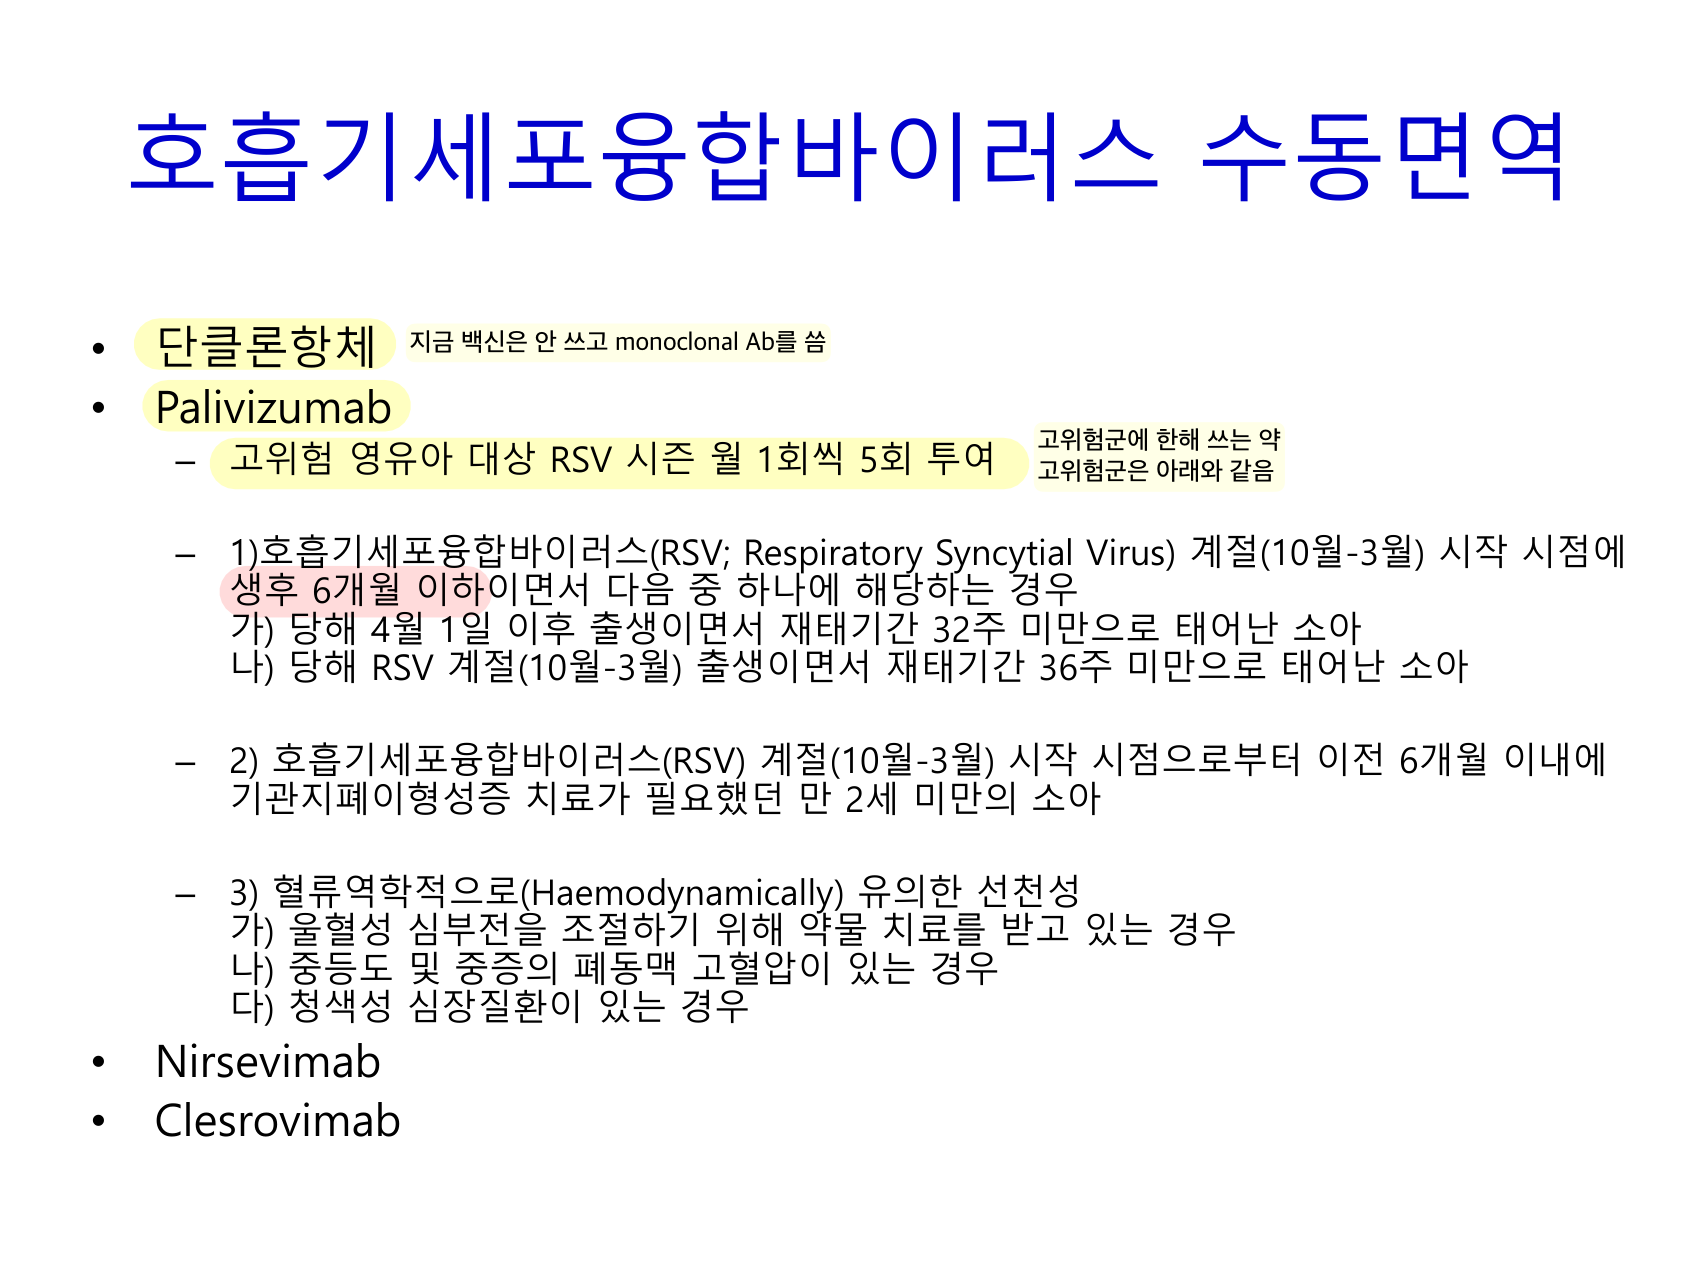 호흡기세포융합바이러스 수동면역
• 단클론항체
지금 백신은 안 쓰고 monoclonal Ab를 씀
• Palivizumab
– 고위험 영유아 대상 RSV 시즌 월 1회씩 5회 투여
고위험군에 한해 쓰는 약
고위험군은 아래와 같음
– 1)호흡기세포융합바이러스(RSV; Respiratory Syncytial Virus) 계절(10월-3월) 시작 시점에
생후 6개월 이하이면서 다음 중 하나에 해당하는 경우
가) 당해 4월 1일 이후 출생이면서 재태기간 32주 미만으로 태어난 소아
나) 당해 RSV 계절(10월-3월) 출생이면서 재태기간 36주 미만으로 태어난 소아
– 2) 호흡기세포융합바이러스(RSV) 계절(10월-3월) 시작 시점으로부터 이전 6개월 이내에
기관지폐이형성증 치료가 필요했던 만 2세 미만의 소아
– 3) 혈류역학적으로(Haemodynamically) 유의한 선천성
가) 울혈성 심부전을 조절하기 위해 약물 치료를 받고 있는 경우
나) 중등도 및 중증의 폐동맥 고혈압이 있는 경우
다) 청색성 심장질환이 있는 경우
• Nirsevimab
• Clesrovimab